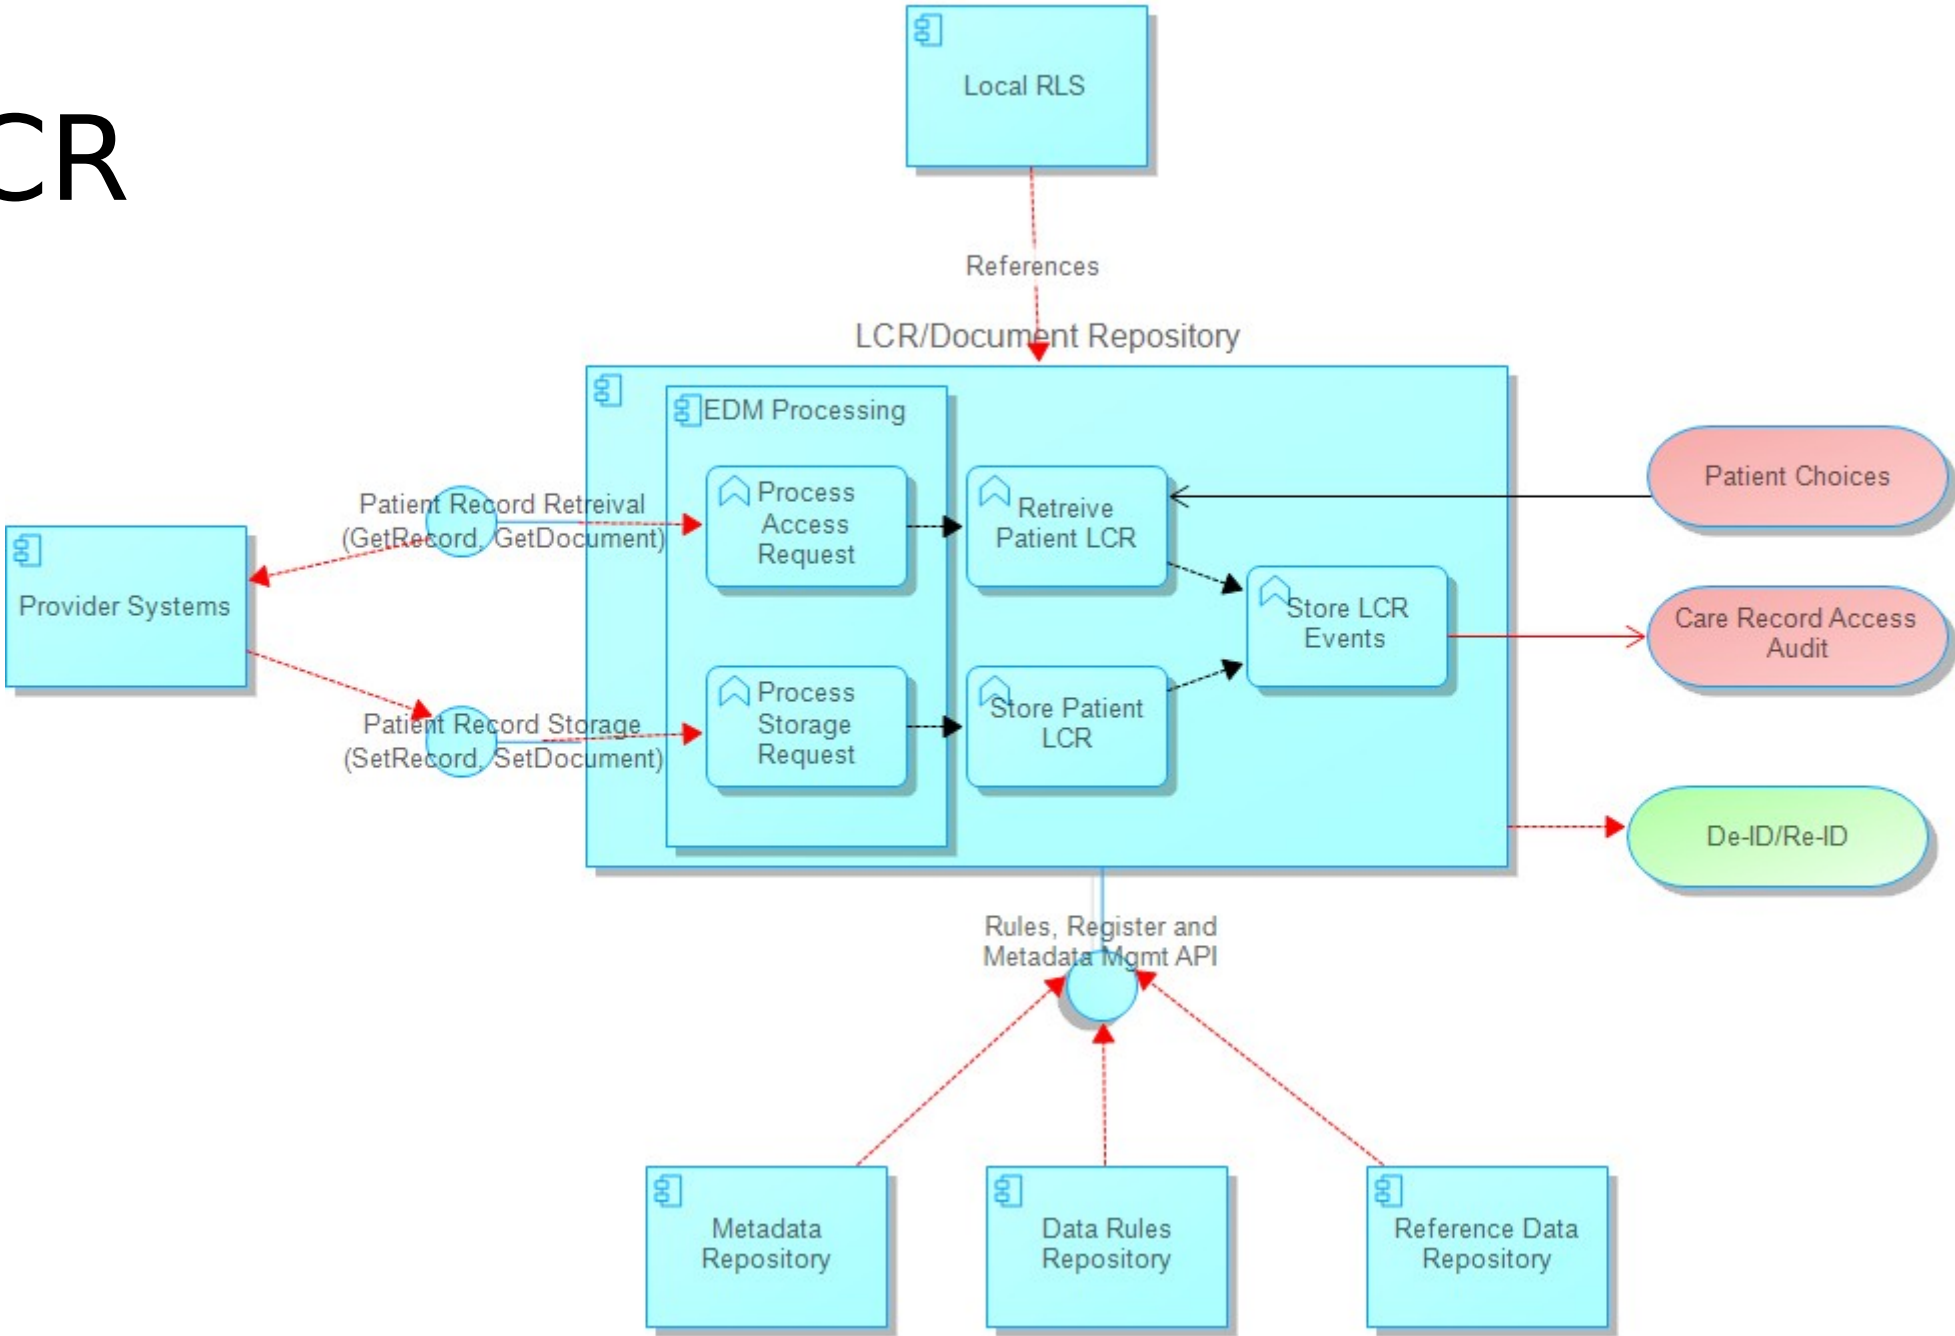 CR
Local RLS
References
LCR/Document Repository
EDM Processing
Patient Record Retreival
(GetRecord, GetDocument)
Process
Access
Request
Retreive
Patient LCR
Patient Choices
Provider Systems
Store LCR
Events
Care Record Access
Audit
Patient Record Storage
(SetRecord, SetDocument)
Process
Storage
Request
Store Patient
LCR
De-ID/Re-ID
Rules, Register and
Metadata Mgmt API
Metadata
Repository
Data Rules
Repository
Reference Data
Repository